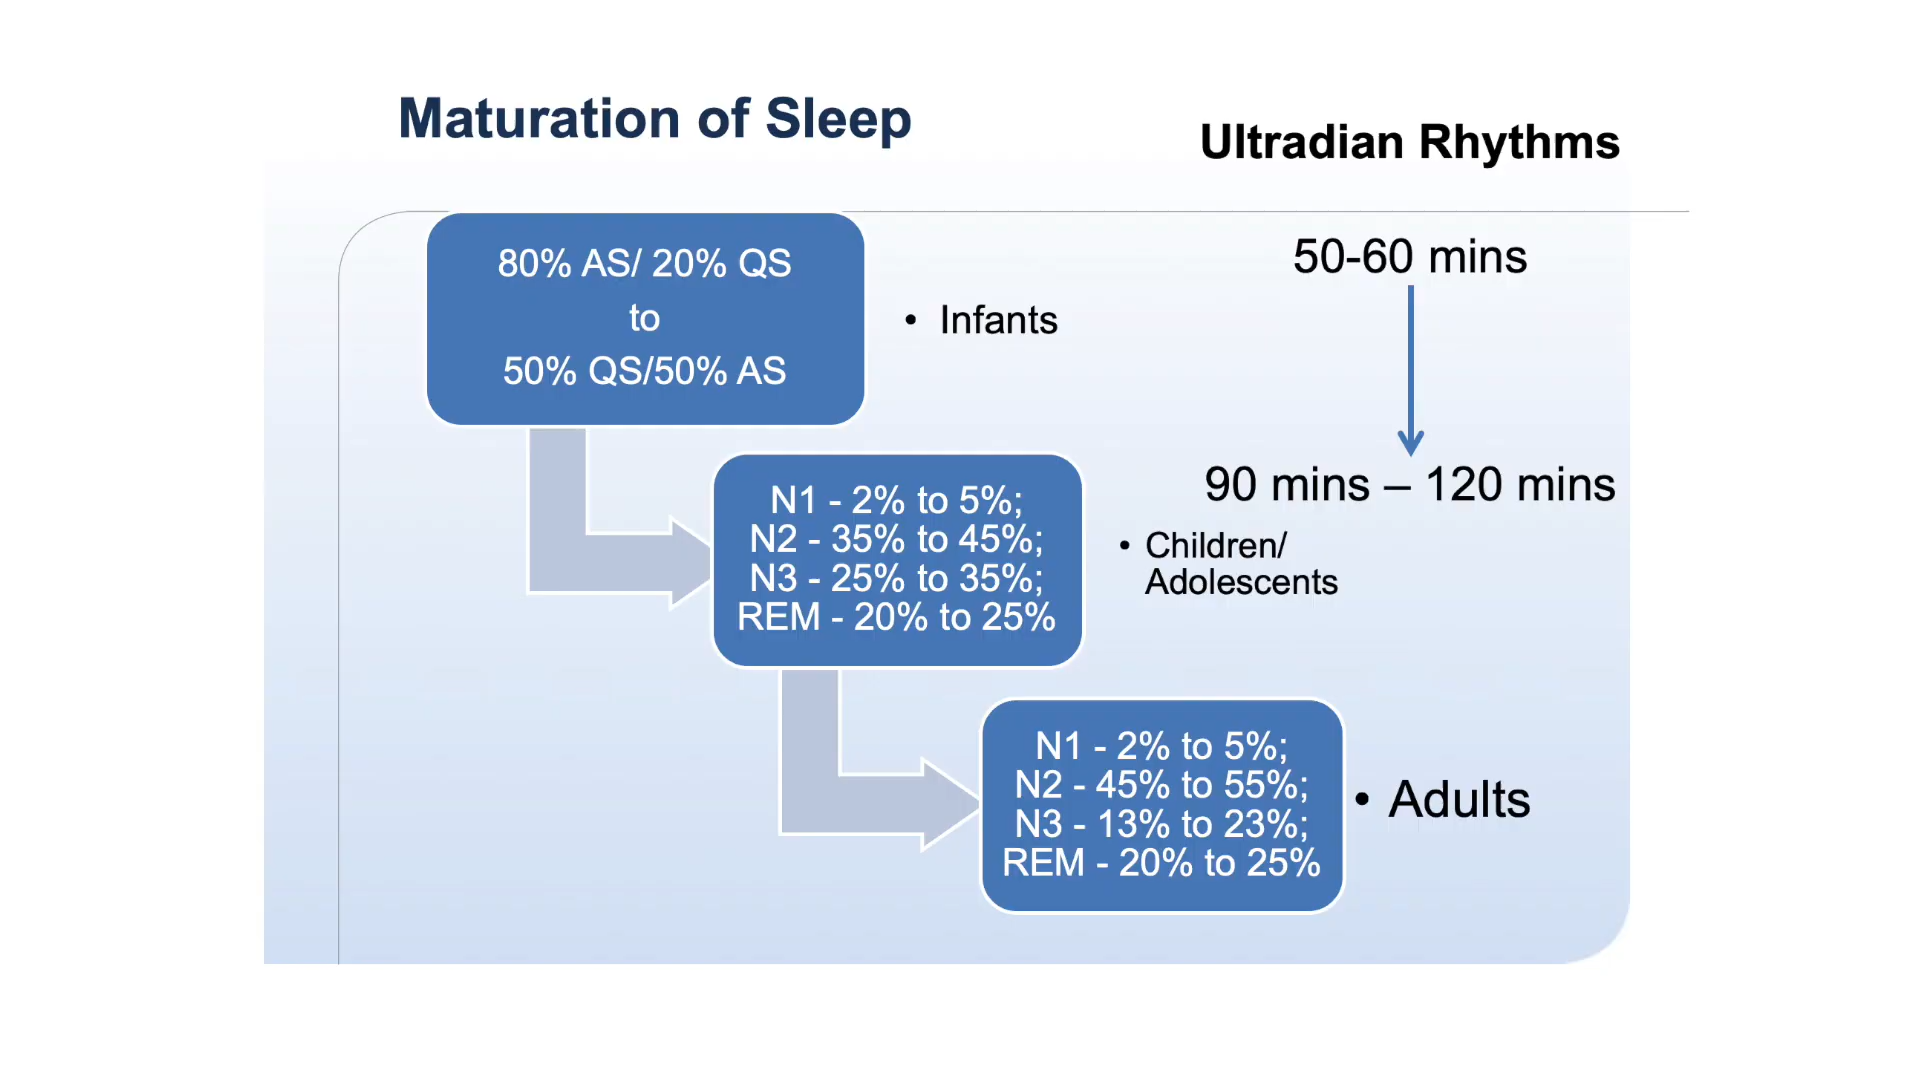 Maturation of Sleep
Ultradian Rhythms
80% AS/ 20% QS
to
50% QS/50% AS
• Infants
50-60 mins
90 mins – 120 mins
N1 - 2% to 5%;
N2 - 35% to 45%;
N3 - 25% to 35%;
REM - 20% to 25%
• Children/
Adolescents
N1 - 2% to 5%;
N2 - 45% to 55%;
N3 - 13% to 23%;
REM - 20% to 25%
• Adults